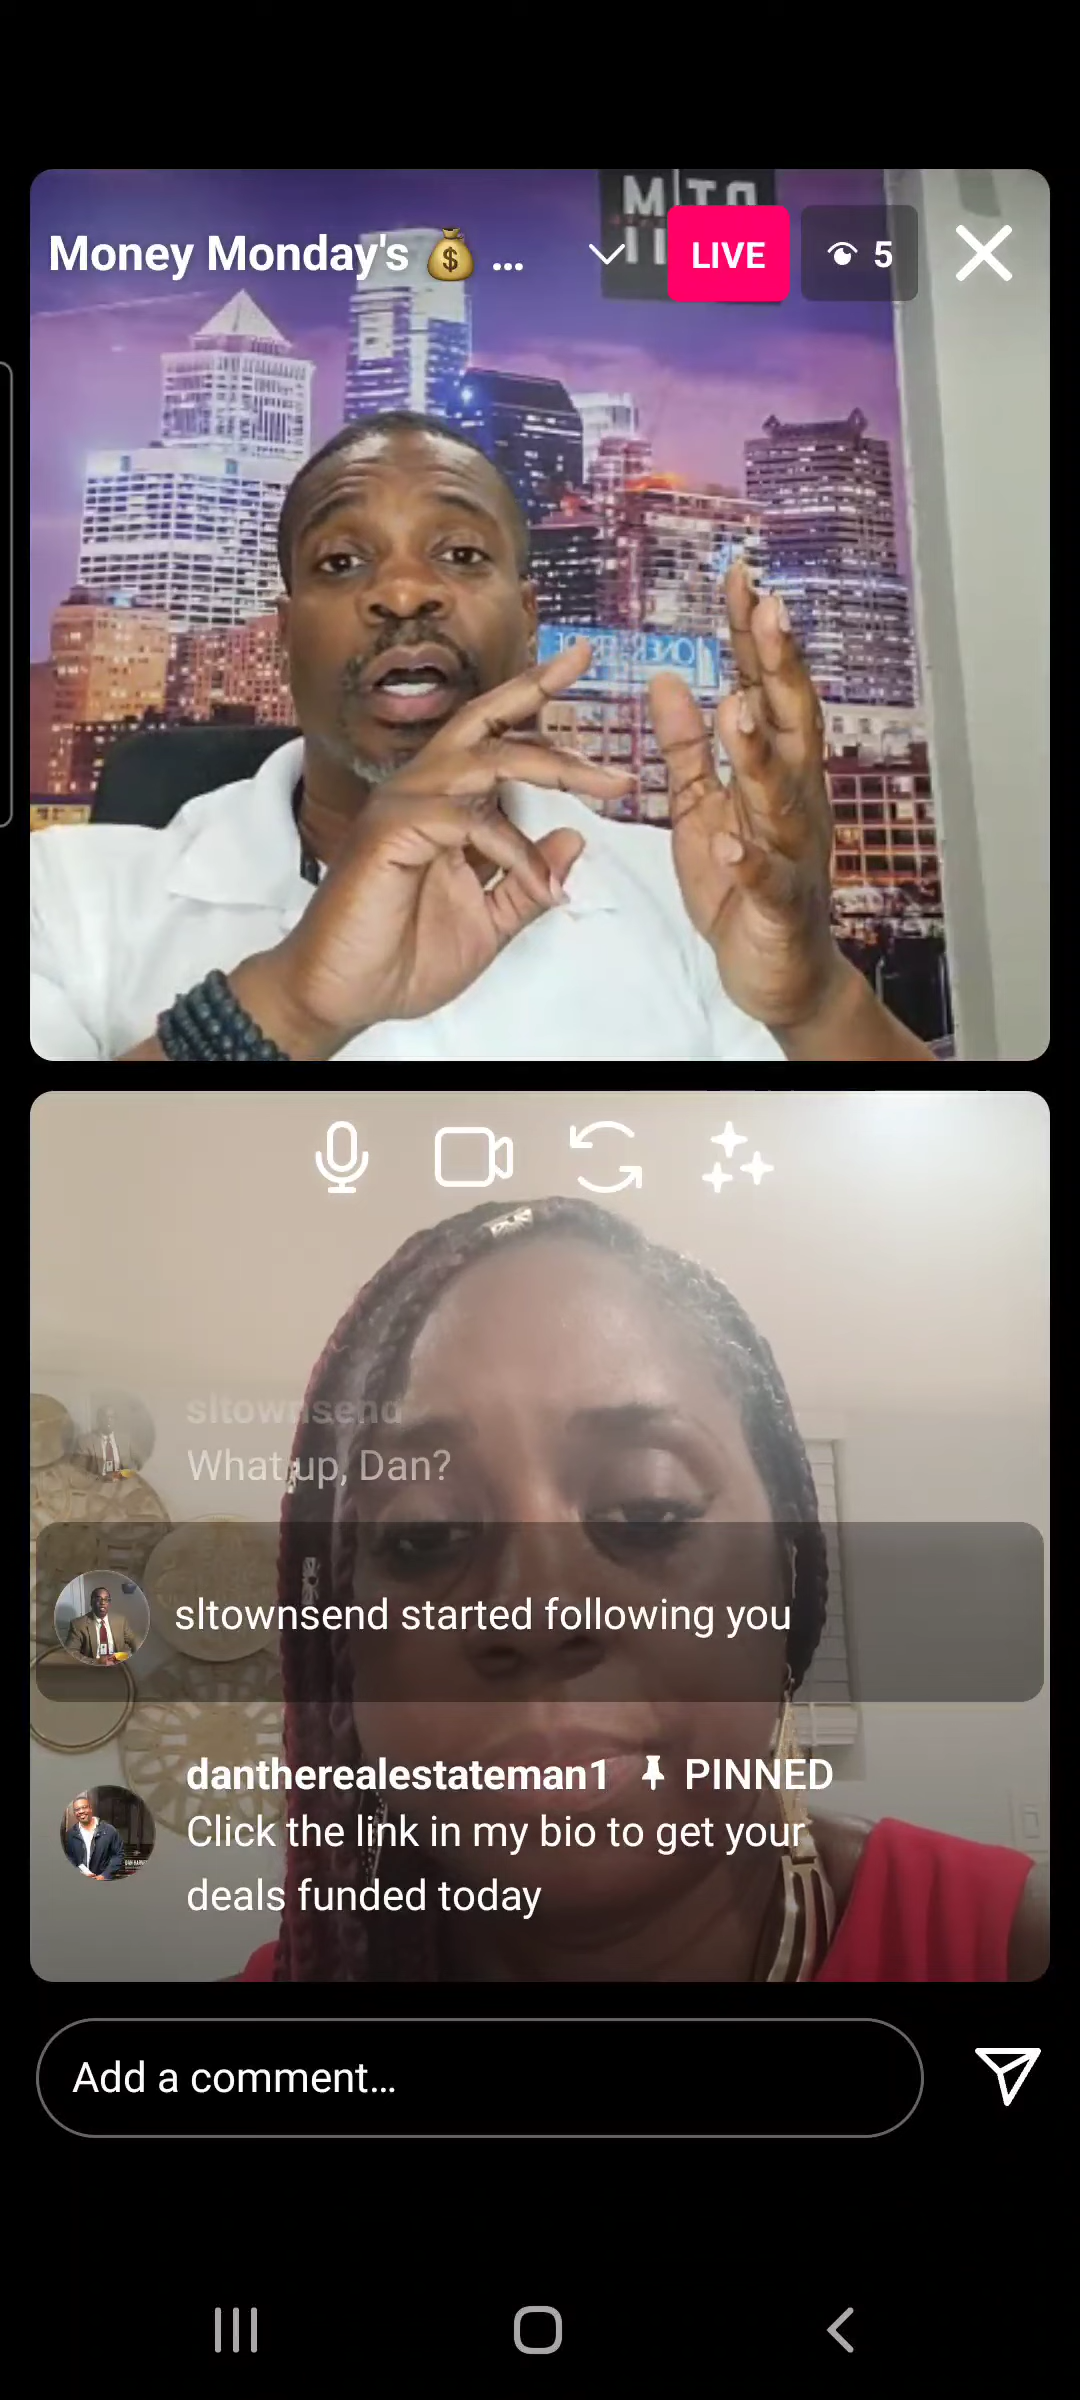 Money Monday's 💰 ...
LIVE
5
sltownsend
What up, Dan?
sltownsend started following you
dantherealestateman1 📌 PINNED
Click the link in my bio to get your
deals funded today
Add a comment...